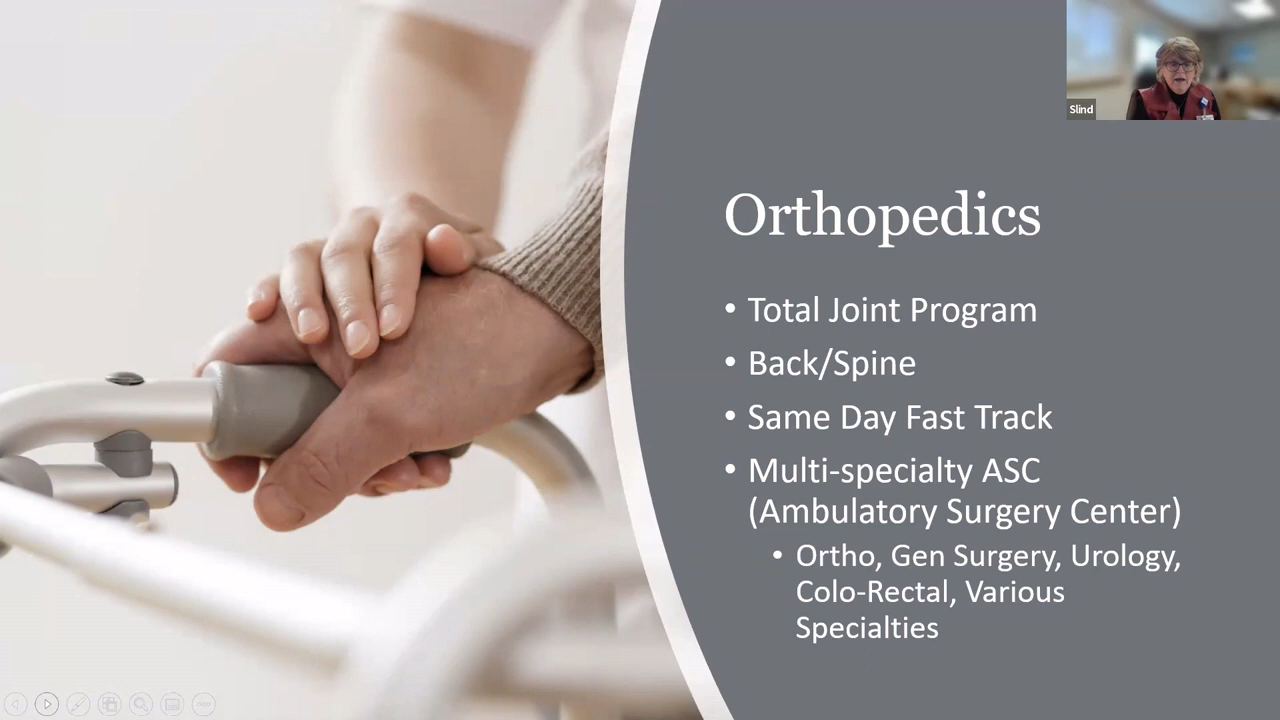 Slind
Orthopedics
• Total Joint Program
• Back/Spine
• Same Day Fast Track
• Multi-specialty ASC
(Ambulatory Surgery Center)
• Ortho, Gen Surgery, Urology,
Colo-Rectal, Various
Specialties